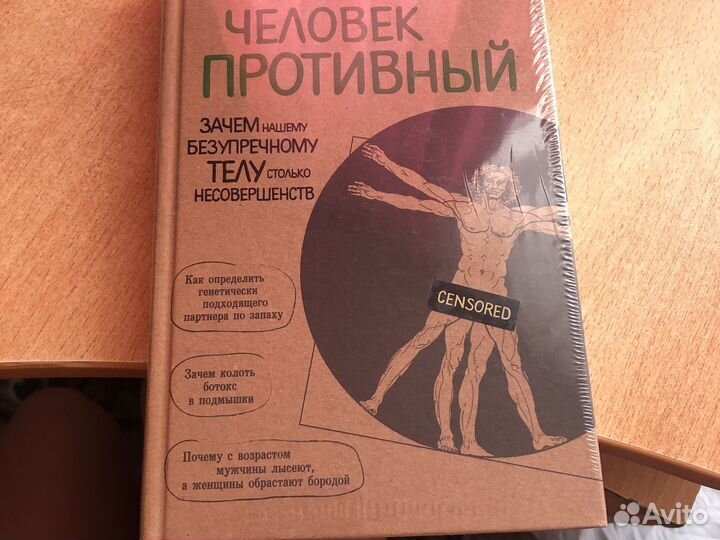 ЧЕЛОВЕК
ПРОТИВНЫЙ
ЗАЧЕМ НАШЕМУ
БЕЗУПРЕЧНОМУ
ТЕЛУ СТОЛЬКО
НЕСОВЕРШЕНСТВ
CENSORED
Как определить
генетически
подходящего
партнера по запаху
Зачем колоть
ботокс
в подмышки
Почему с возрастом
мужчины лысеют,
а женщины обрастают бородой
Avito